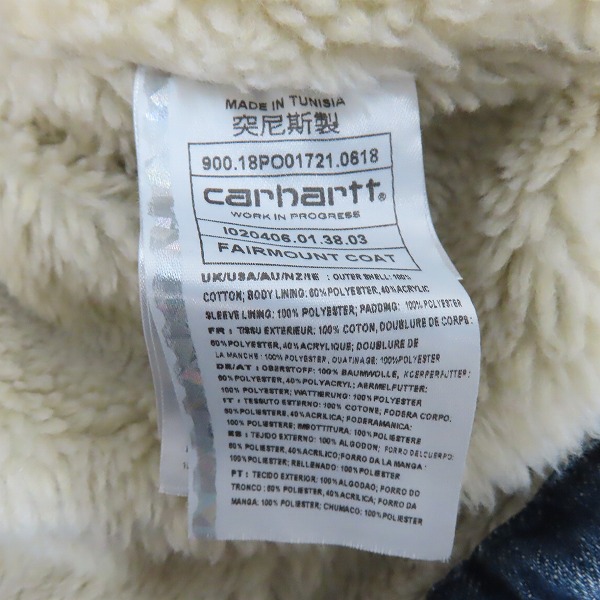 MADE IN TUNISIA
突尼斯製
900.18PO01721.0618
carhartt®
WORK IN PROGRESS
I020406.01.38.03
FAIRMOUNT COAT
UK/USA/AU/NZ/IE : OUTER SHELL: 100%
COTTON; BODY LINING: 60%POLYESTER, 40%ACRYLIC
SLEEVE LINING: 100% POLYESTER; PADDING: 100% POLYESTER
FR : TISSU EXTERIEUR: 100% COTON, DOUBLURE DE CORPS:
60%POLYESTER, 40%ACRYLIQUE; DOUBLURE DE
LA MANCHE: 100% POLYESTER, OUATINAGE: 100%POLYESTER
DE/AT : OBERSTOFF: 100% BAUMWOLLE, KOERPERFUTTER:
60%POLYESTER, 40%POLYACRYL; AERMELFUTTER:
100% POLYESTER; WATTIERUNG: 100% POLYESTER
IT : TESSUTO ESTERNO: 100% COTONE; FODERA CORPO:
60%POLIESTERE, 40%ACRILICA; FODERAMANICA:
100% POLIESTERE; IMBOTTITURA: 100% POLIESTERE
ES : TEJIDO EXTERNO: 100% ALGODON; FORRO DELCUERPO:
60%POLIESTER, 40%ACRILICO; FORRO DE LA MANGA :
100%POLIESTER; RELLENADO: 100% POLIESTER
PT : TECIDO EXTERIOR: 100%ALGODAO; FORRO DO
TRONCO: 60% POLIESTER, 40%ACRILICA; FORRO DA
MANGA: 100% POLIESTER; CHUMACO: 100% POLIESTER